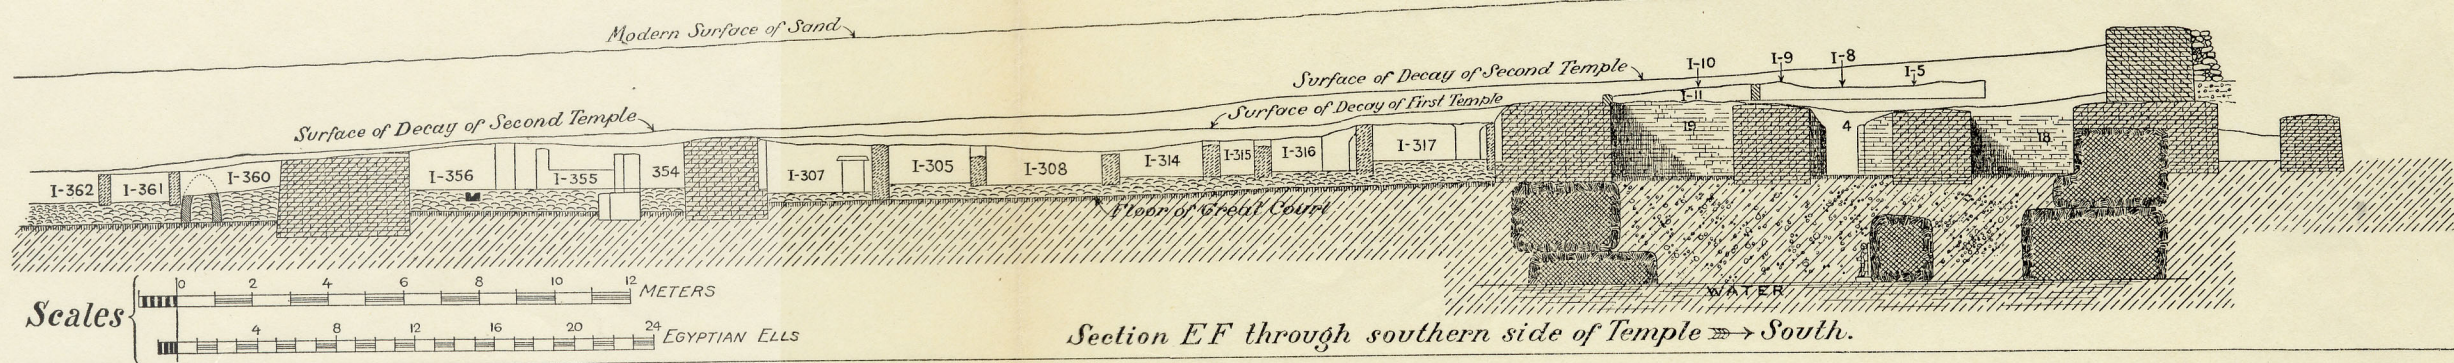 Modern Surface of Sand
Surface of Decay of Second Temple
I-10
I-9
I-8
I-5
I-11
Surface of Decay of Second Temple
Surface of Decay of First Temple
I-362
I-361
I-360
I-356
I-355
354
I-307
I-305
I-308
I-314
I-315
I-316
I-317
19
4
18
Floor of Great Court
WATER
Scales
0 2 4 6 8 10 12 METERS
4 8 12 16 20 24 EGYPTIAN ELLS
Section EF through southern side of Temple → South.